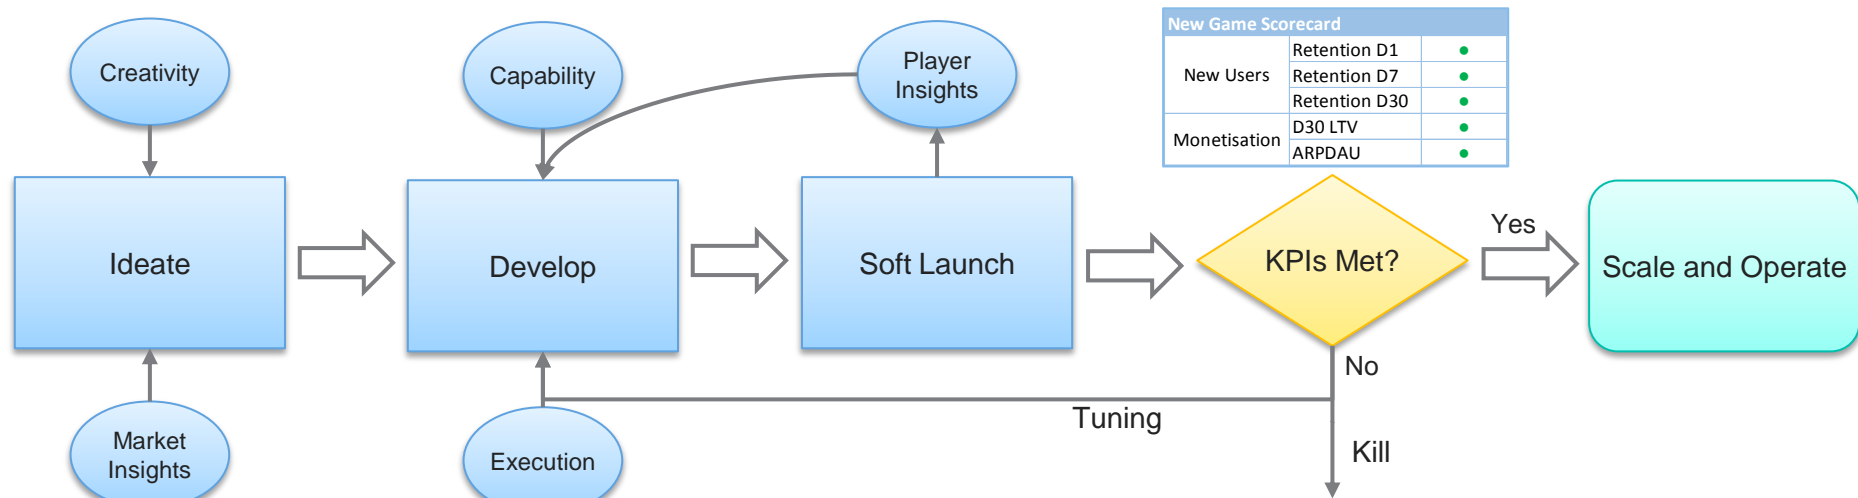 New Game Scorecard
New Users
Retention D1
Retention D7
Retention D30
Monetisation
D30 LTV
ARPDAU
Creativity
Capability
Player
Insights
Ideate
Develop
Soft Launch
KPIs Met?
Yes
Scale and Operate
No
Tuning
Kill
Market
Insights
Execution